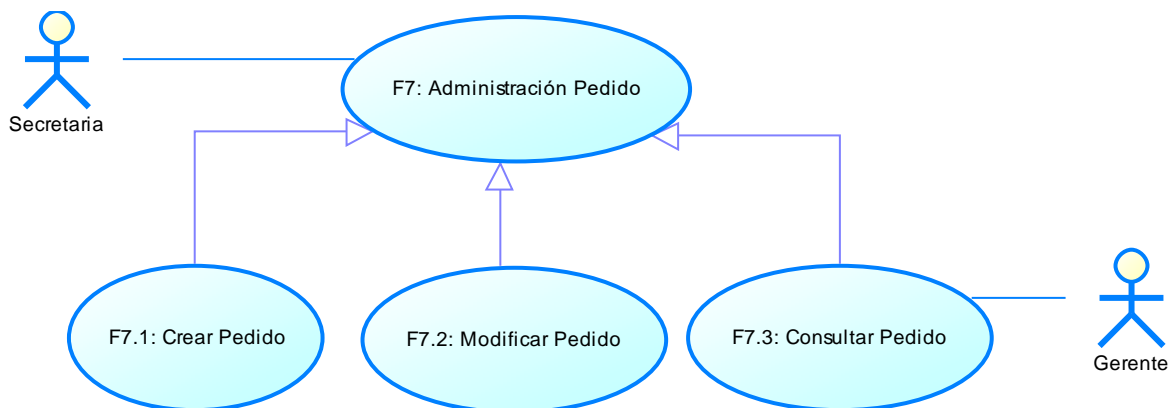 F7: Administración Pedido
Secretaria
F7.1: Crear Pedido
F7.2: Modificar Pedido
F7.3: Consultar Pedido
Gerente